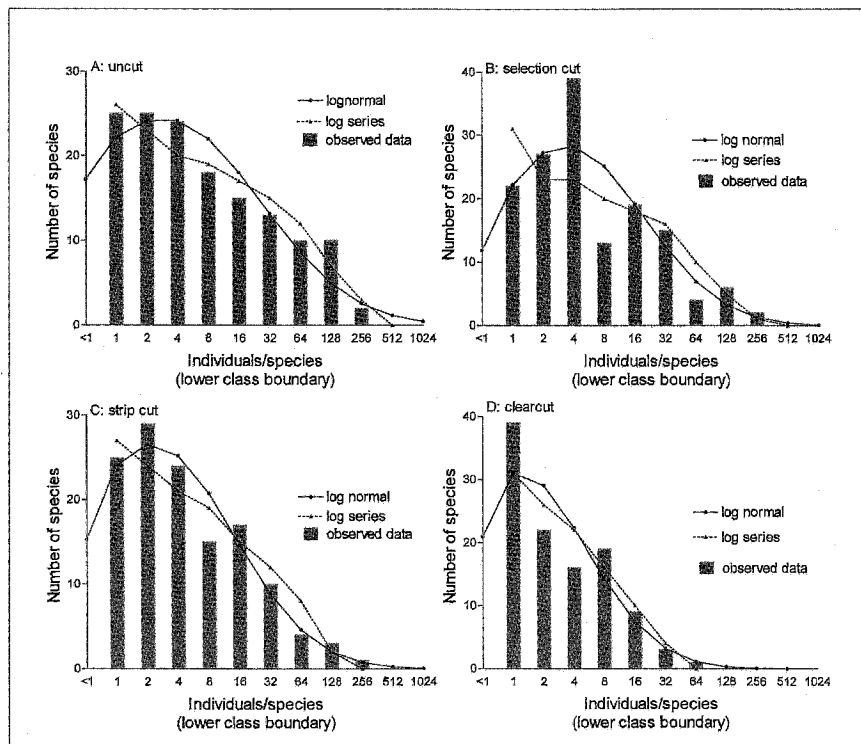 A: uncut
30
20
10
0
Number of species
lognormal
log series
observed data
<1 1 2 4 8 16 32 64 128 256 512 1024
Individuals/species
(lower class boundary)
B: selection cut
40
30
20
10
0
Number of species
log normal
log series
observed data
<1 1 2 4 8 16 32 64 128 256 512 1024
Individuals/species
(lower class boundary)
C: strip cut
30
20
10
0
Number of species
log normal
log series
observed data
<1 1 2 4 8 16 32 64 128 256 512 1024
Individuals/species
(lower class boundary)
D: clearcut
40
30
20
10
0
Number of species
log normal
log series
observed data
<1 1 2 4 8 16 32 64 128 256 512 1024
Individuals/species
(lower class boundary)